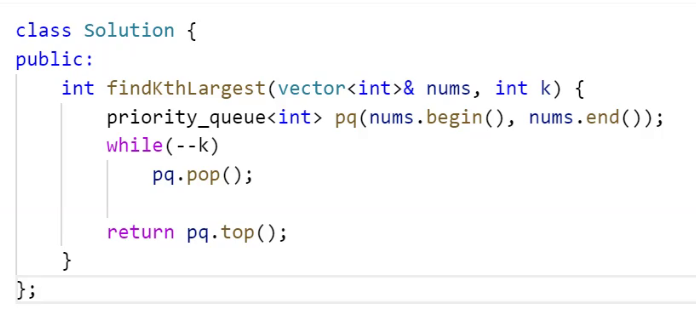 class Solution {
public:
    int findKthLargest(vector<int>& nums, int k) {
        priority_queue<int> pq(nums.begin(), nums.end());
        while(--k)
            pq.pop();
        return pq.top();
    }
};